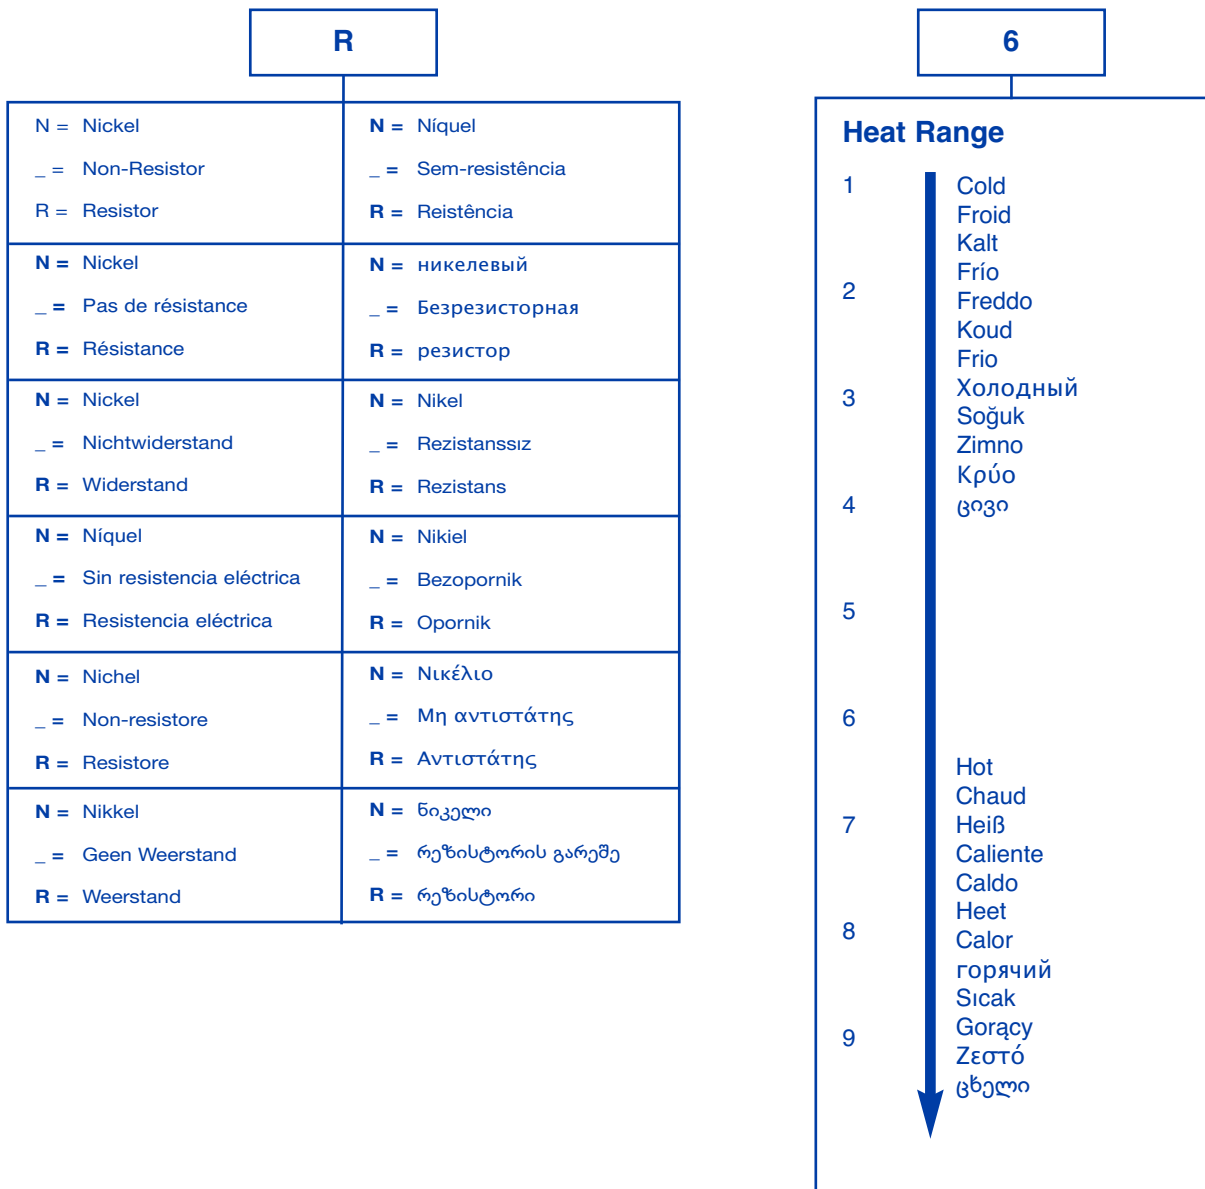 R
N = Nickel
_ = Non-Resistor
R = Resistor
N = Níquel
_ = Sem-resistência
R = Reistência
N = Nickel
_ = Pas de résistance
R = Résistance
N = никелевый
_ = Безрезисторная
R = резистор
N = Nickel
_ = Nichtwiderstand
R = Widerstand
N = Nikel
_ = Rezistanssız
R = Rezistans
N = Níquel
_ = Sin resistencia eléctrica
R = Resistencia eléctrica
N = Nikiel
_ = Bezopornik
R = Opornik
N = Nichel
_ = Non-resistore
R = Resistore
N = Νικέλιο
_ = Μη αντιστάτης
R = Αντιστάτης
N = Nikkel
_ = Geen Weerstand
R = Weerstand
N = ნიკელი
_ = რეზისტორის გარეშე
R = რეზისტორი
6
Heat Range
1
2
3
4
5
6
7
8
9
Cold
Froid
Kalt
Frío
Freddo
Koud
Frio
Холодный
Soğuk
Zimno
Κρύο
ცივი
Hot
Chaud
Heiß
Caliente
Caldo
Heet
Calor
горячий
Sıcak
Gorący
Ζεστό
ცხელი